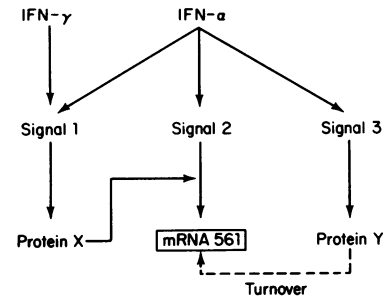 IFN-γ IFN-α
Signal 1 Signal 2 Signal 3
Protein X mRNA 561 Protein Y
Turnover